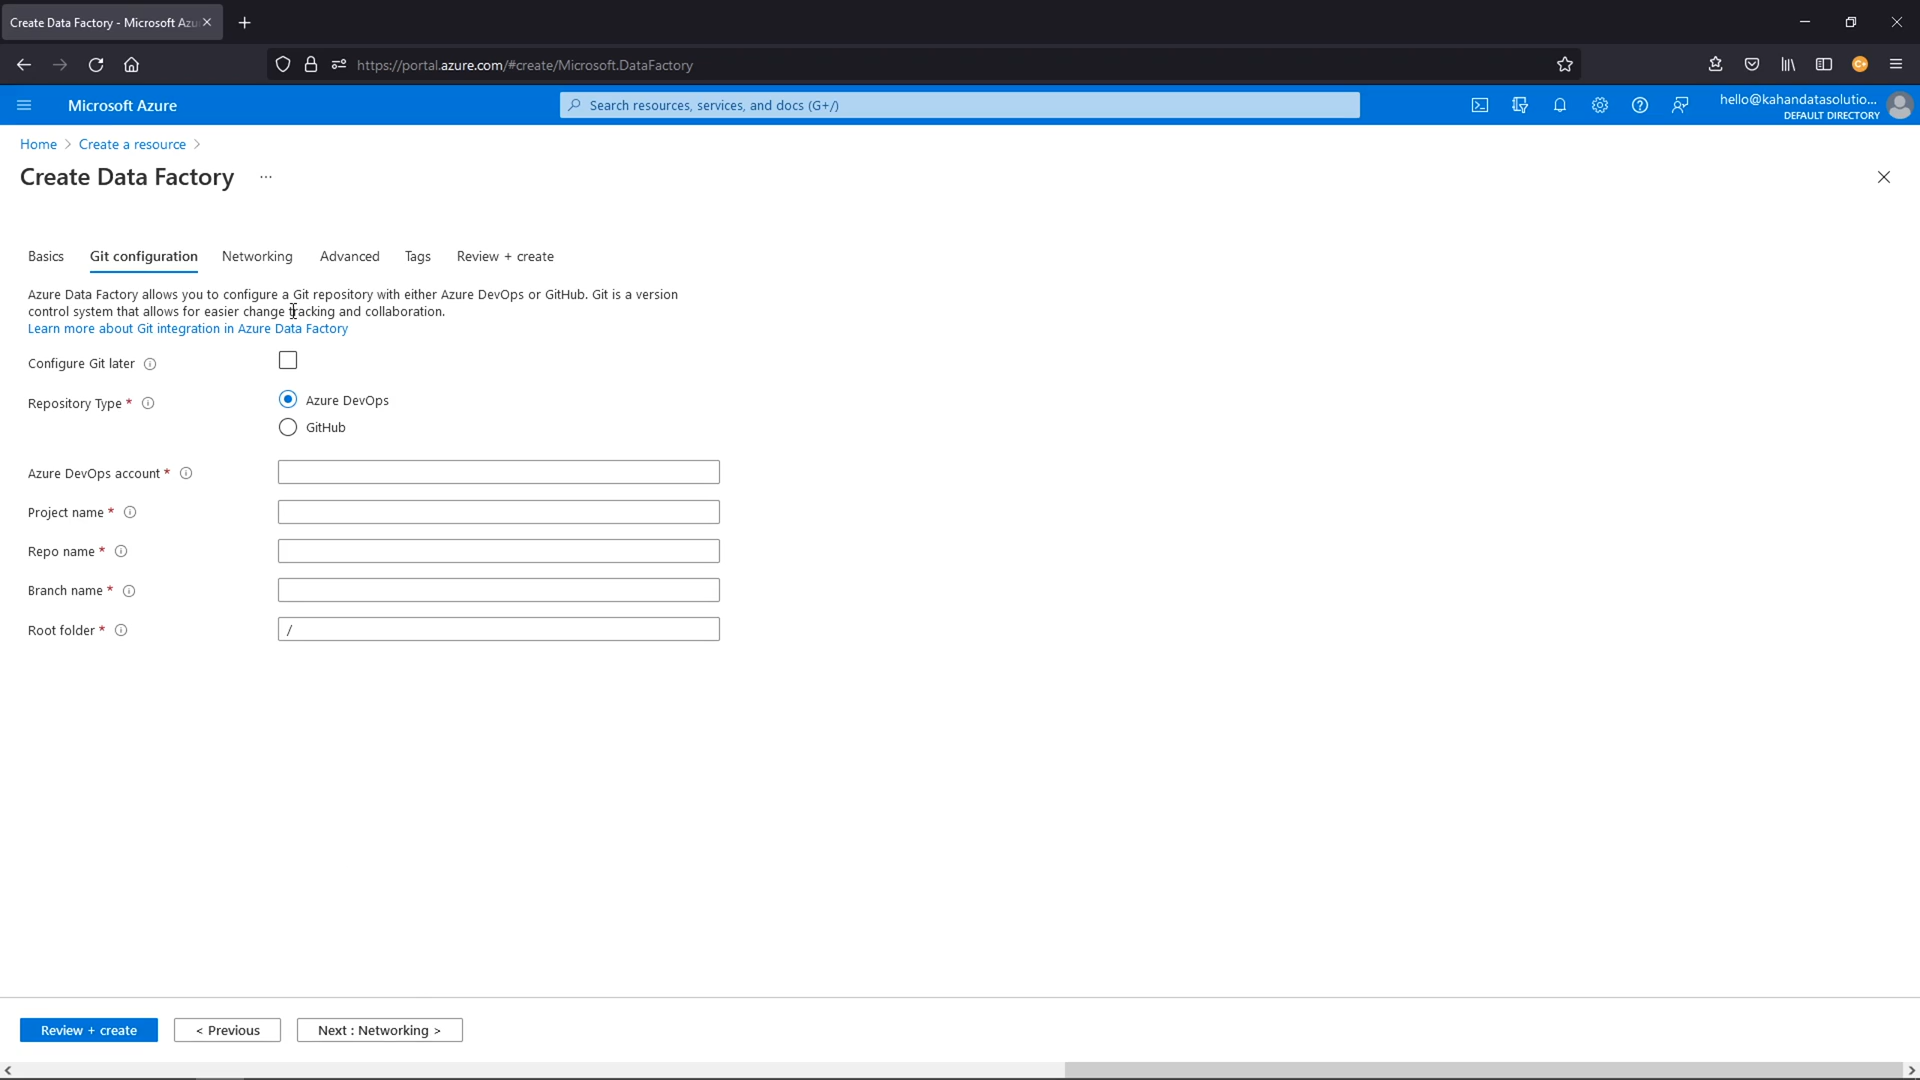 Create Data Factory - Microsoft Azu
https://portal.azure.com/#create/Microsoft.DataFactory
Microsoft Azure
Search resources, services, and docs (G+/)
hello@kahandatasolutio...
DEFAULT DIRECTORY
Home > Create a resource >
Create Data Factory ...
Basics Git configuration Networking Advanced Tags Review + create
Azure Data Factory allows you to configure a Git repository with either Azure DevOps or GitHub. Git is a version
control system that allows for easier change tracking and collaboration.
Learn more about Git integration in Azure Data Factory
Configure Git later
Repository Type *
Azure DevOps
GitHub
Azure DevOps account *
Project name *
Repo name *
Branch name *
Root folder * /
Review + create < Previous Next : Networking >